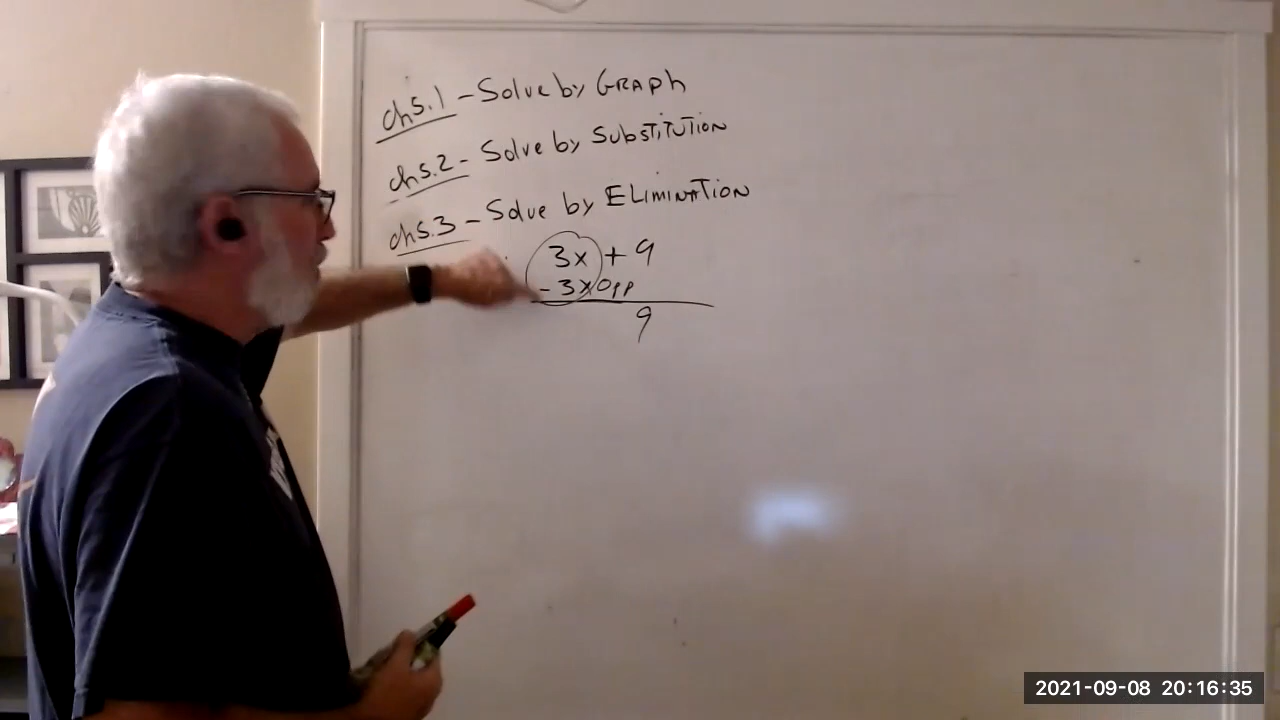 ch5.1 - Solve by GRAPH
ch5.2 - Solve by SUBSTITUTION
ch5.3 - Solve by ELIMINATION
3x + 9
- 3x opp
9
2021-09-08 20:16:35